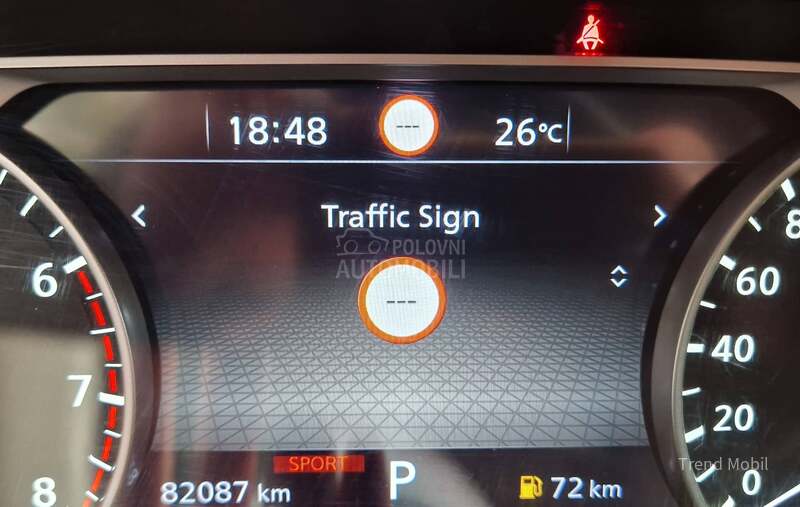 18:48
---
26°C
Traffic Sign
POLOVNI
AUTOMOBILI
---
6
7
8
8
60
40
20
0
SPORT
82087 km
P
72 km
Trend Mobil